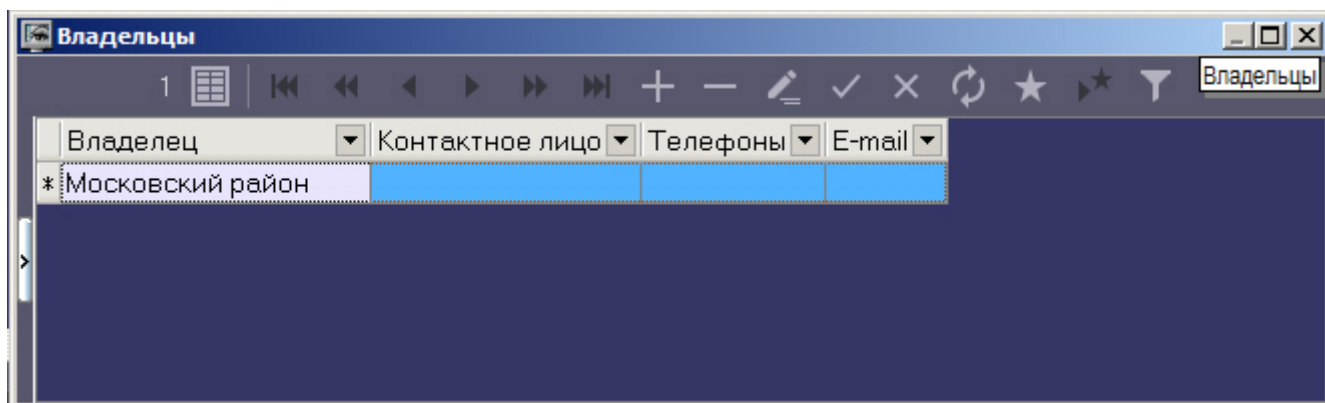 Владельцы
1
Владельцы
Владелец Контактное лицо Телефоны E-mail
* Московский район